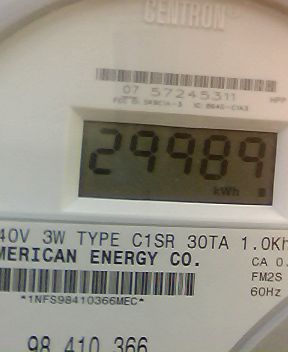 CENTRON
07 57245311
29989
kWh
40V 3W TYPE C1SR 30TA 1.0Kh
MERICAN ENERGY CO.
CA 0.
FM2S
60Hz
*1NFS98410366MEC*
98 410 366